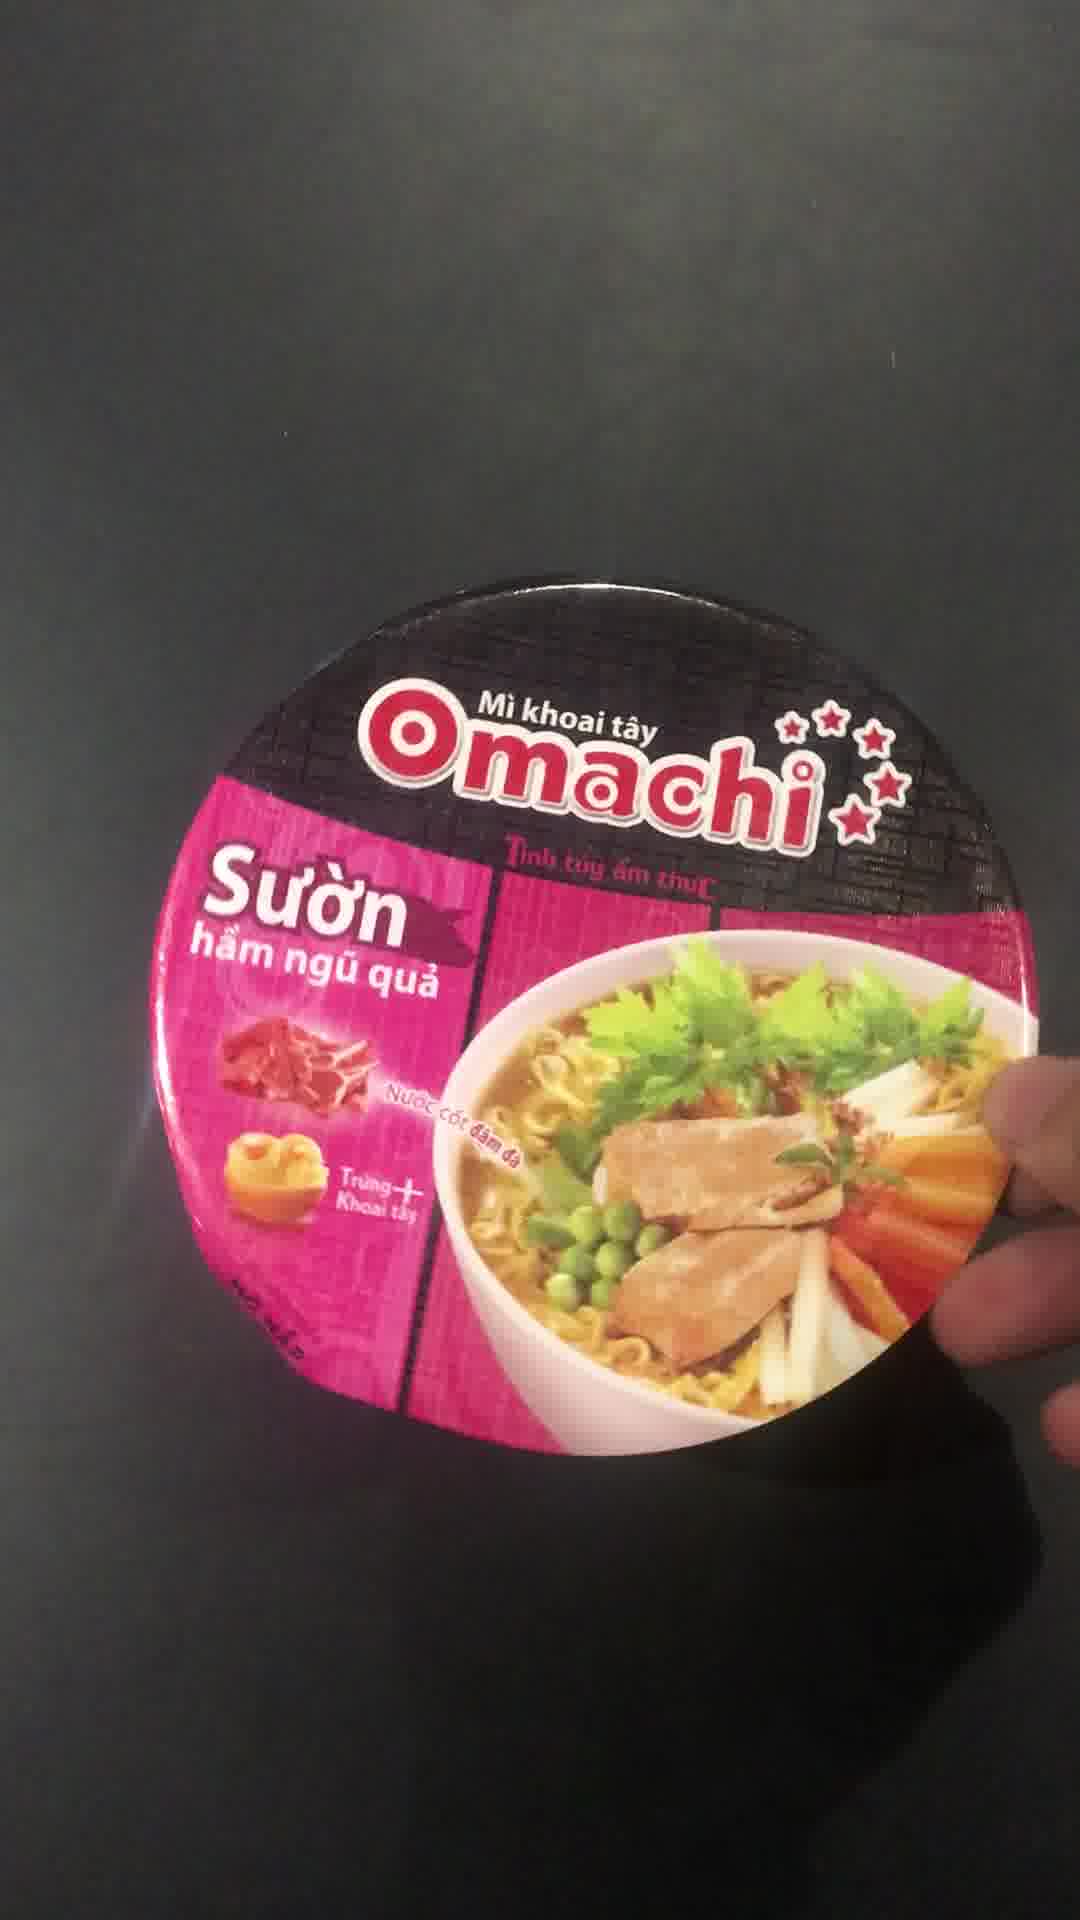 Mì khoai tây
Omachi
Tinh túy ẩm thực
Sườn
hầm ngũ quả
Nước cốt đậm đà
Trứng+
Khoai tây